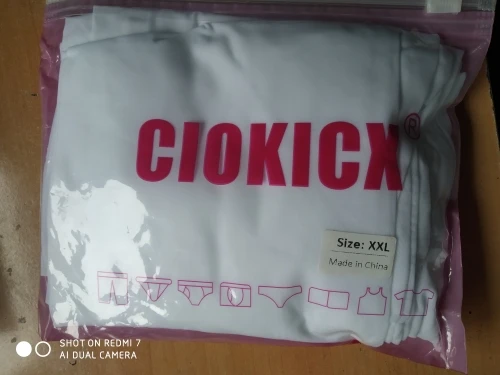 CIOKICX®
Size: XXL
Made in China
SHOT ON REDMI 7
AI DUAL CAMERA